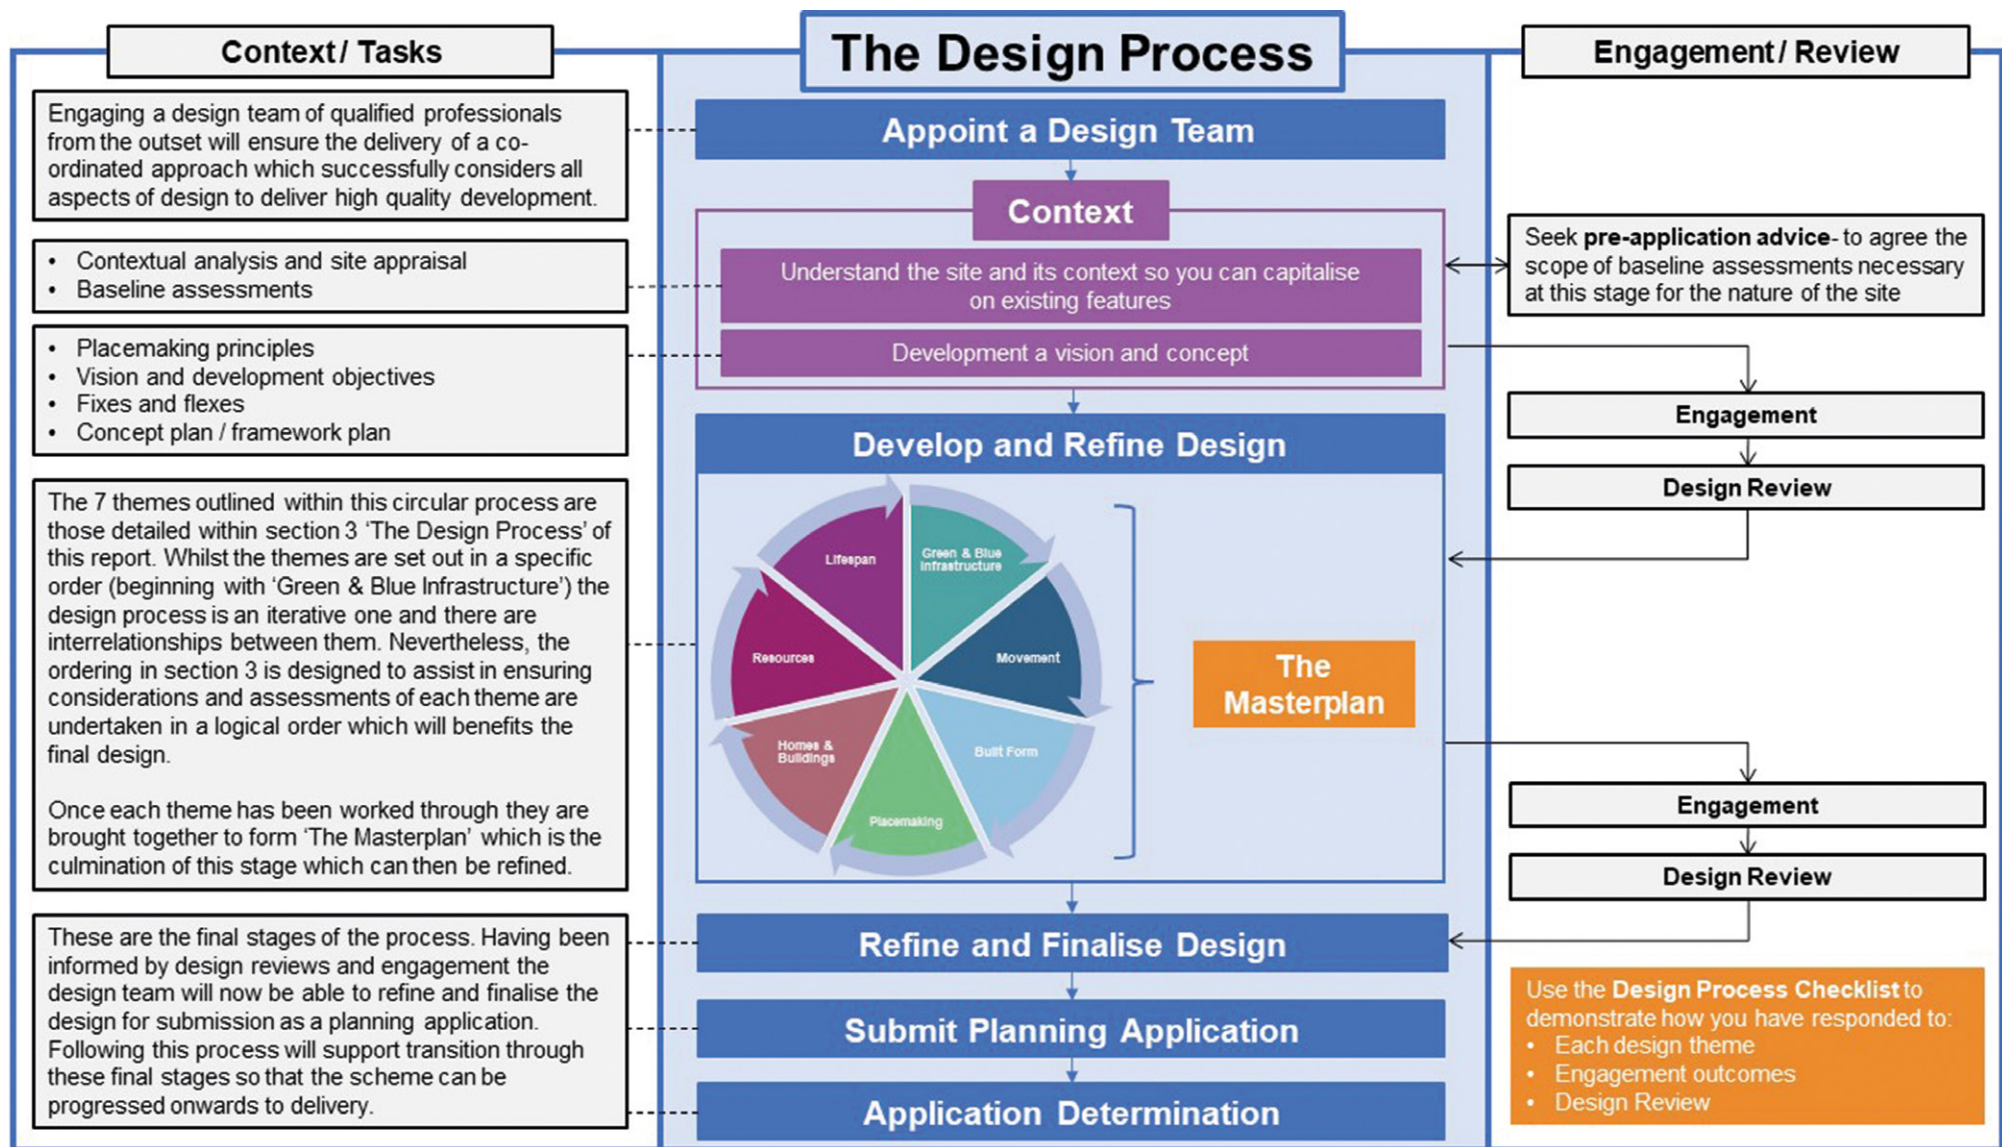 Context / Tasks
Engaging a design team of qualified professionals
from the outset will ensure the delivery of a co-
ordinated approach which successfully considers all
aspects of design to deliver high quality development.
• Contextual analysis and site appraisal
• Baseline assessments
• Placemaking principles
• Vision and development objectives
• Fixes and flexes
• Concept plan / framework plan
The 7 themes outlined within this circular process are
those detailed within section 3 ‘The Design Process’ of
this report. Whilst the themes are set out in a specific
order (beginning with ‘Green & Blue Infrastructure’) the
design process is an iterative one and there are
interrelationships between them. Nevertheless, the
ordering in section 3 is designed to assist in ensuring
considerations and assessments of each theme are
undertaken in a logical order which will benefits the
final design.
Once each theme has been worked through they are
brought together to form ‘The Masterplan’ which is the
culmination of this stage which can then be refined.
These are the final stages of the process. Having been
informed by design reviews and engagement the
design team will now be able to refine and finalise the
design for submission as a planning application.
Following this process will support transition through
these final stages so that the scheme can be
progressed onwards to delivery.
The Design Process
Appoint a Design Team
Context
Understand the site and its context so you can capitalise
on existing features
Development a vision and concept
Develop and Refine Design
Green & Blue
Infrastructure
Movement
Built Form
Placemaking
Homes &
Buildings
Resources
Lifespan
The
Masterplan
Refine and Finalise Design
Submit Planning Application
Application Determination
Engagement / Review
Seek pre-application advice- to agree the
scope of baseline assessments necessary
at this stage for the nature of the site
Engagement
Design Review
Engagement
Design Review
Use the Design Process Checklist to
demonstrate how you have responded to:
• Each design theme
• Engagement outcomes
• Design Review